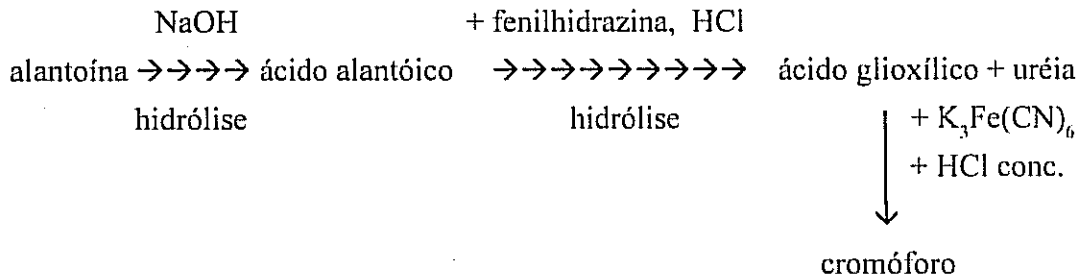 NaOH + fenilhidrazina, HCl
alantoína →→→→ ácido alantóico →→→→→→→→→ ácido glioxílico + uréia
hidrólise hidrólise + K₃Fe(CN)₆
+ HCl conc.
cromóforo